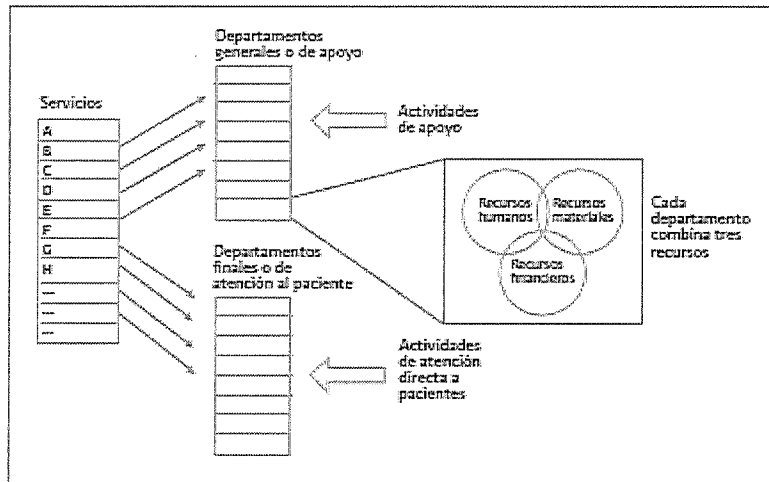 Departamentos
generales o de apoyo
Servicios
A
B
C
D
E
F
G
H
---
---
---
Actividades
de apoyo
Recursos
humanos
Recursos
materiales
Recursos
financieros
Cada
departamento
combina tres
recursos
Departamentos
finales o de
atención al paciente
Actividades
de atención
directa a
pacientes